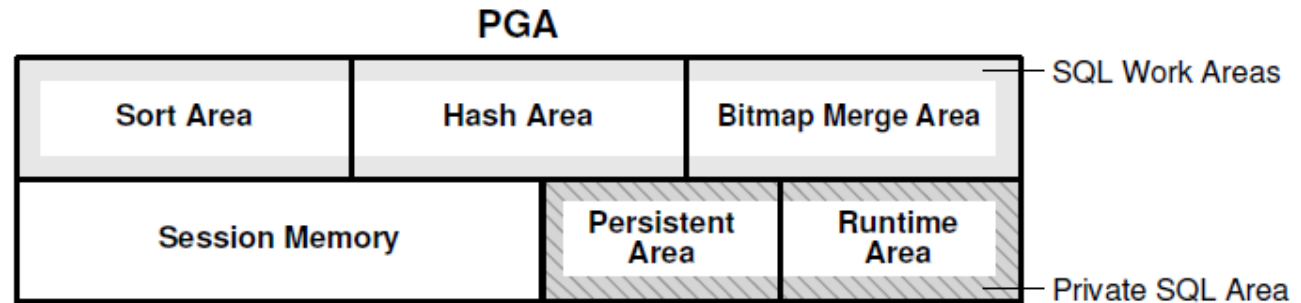 PGA
SQL Work Areas
Sort Area
Hash Area
Bitmap Merge Area
Session Memory
Persistent
Area
Runtime
Area
Private SQL Area